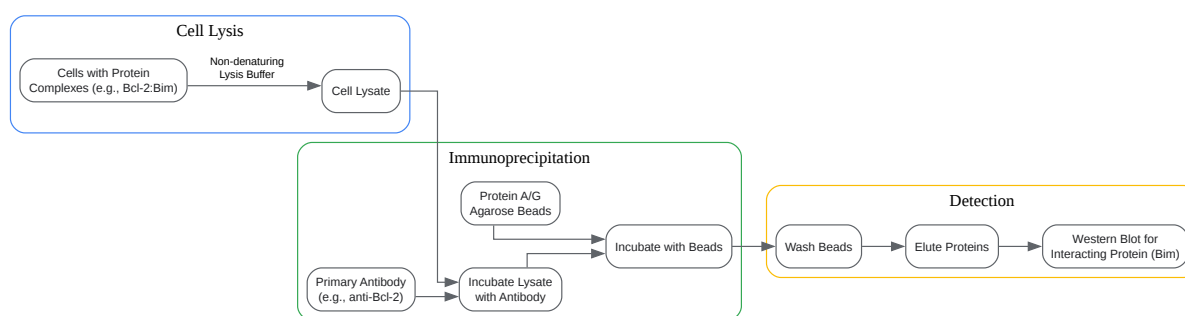 Cell Lysis
Cells with Protein
Complexes (e.g., Bcl-2:Bim)
Non-denaturing
Lysis Buffer
Cell Lysate
Immunoprecipitation
Protein A/G
Agarose Beads
Incubate with Beads
Primary Antibody
(e.g., anti-Bcl-2)
Incubate Lysate
with Antibody
Detection
Wash Beads
Elute Proteins
Western Blot for
Interacting Protein (Bim)